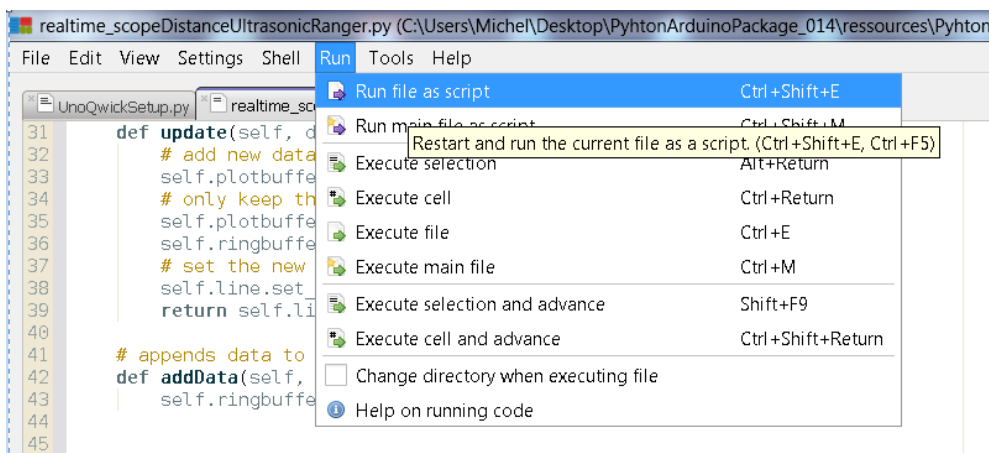 realtime_scopeDistanceUltrasonicRanger.py (C:\Users\Michel\Desktop\PyhtonArduinoPackage_014\ressources\Pyhton
File Edit View Settings Shell Run Tools Help
UnoQwickSetup.py realtime_sc
Run file as script Ctrl+Shift+E
Run main file as script Ctrl+Shift+M
Restart and run the current file as a script. (Ctrl+Shift+E, Ctrl+F5)
Execute selection Alt+Return
Execute cell Ctrl+Return
Execute file Ctrl+E
Execute main file Ctrl+M
Execute selection and advance Shift+F9
Execute cell and advance Ctrl+Shift+Return
Change directory when executing file
Help on running code
31 def update(self, d
32 # add new data
33 self.plotbuffe
34 # only keep th
35 self.plotbuffe
36 self.ringbuffe
37 # set the new
38 self.line.set_
39 return self.li
40
41 # appends data to
42 def addData(self,
43 self.ringbuffe
44
45